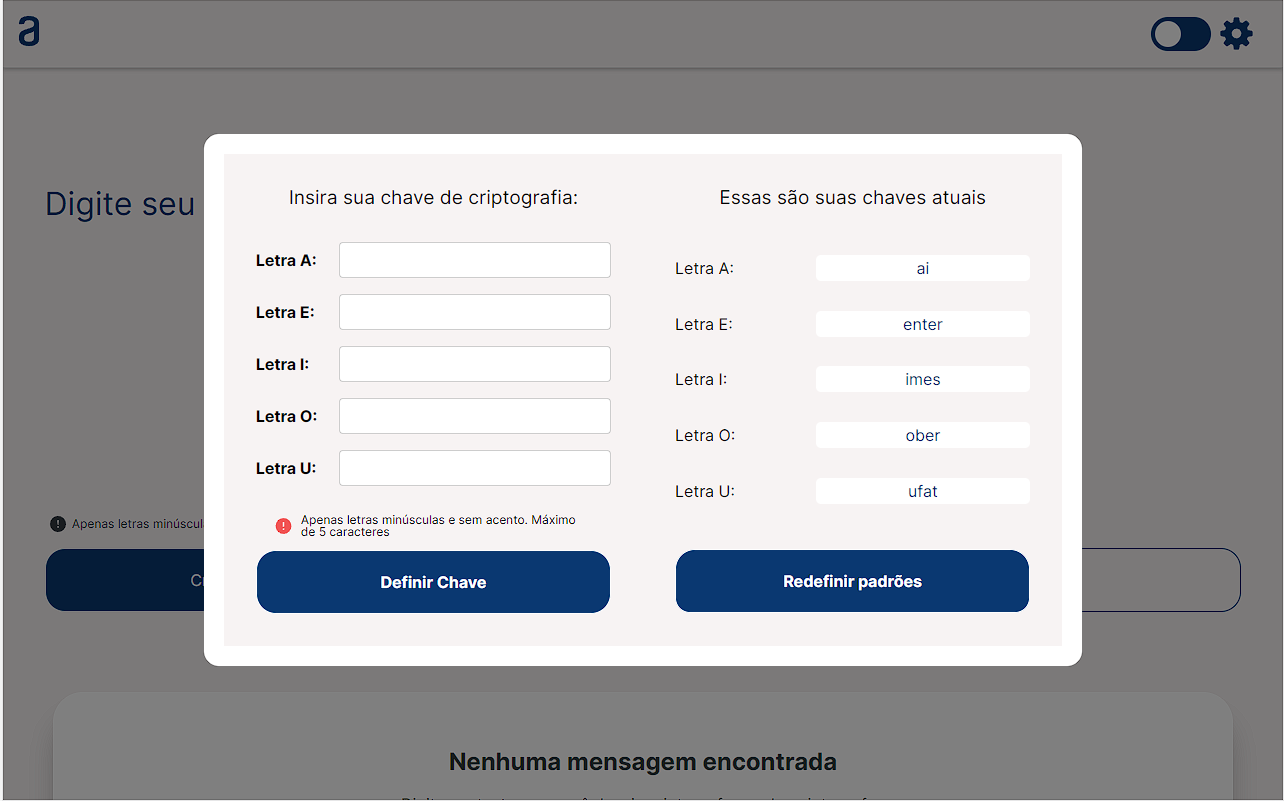 a
Digite seu
Insira sua chave de criptografia:
Letra A:
Letra E:
Letra I:
Letra O:
Letra U:
Apenas letras minúsculas e sem acento. Máximo
de 5 caracteres
Definir Chave
Essas são suas chaves atuais
Letra A: ai
Letra E: enter
Letra I: imes
Letra O: ober
Letra U: ufat
Redefinir padrões
Apenas letras minúscul
Nenhuma mensagem encontrada